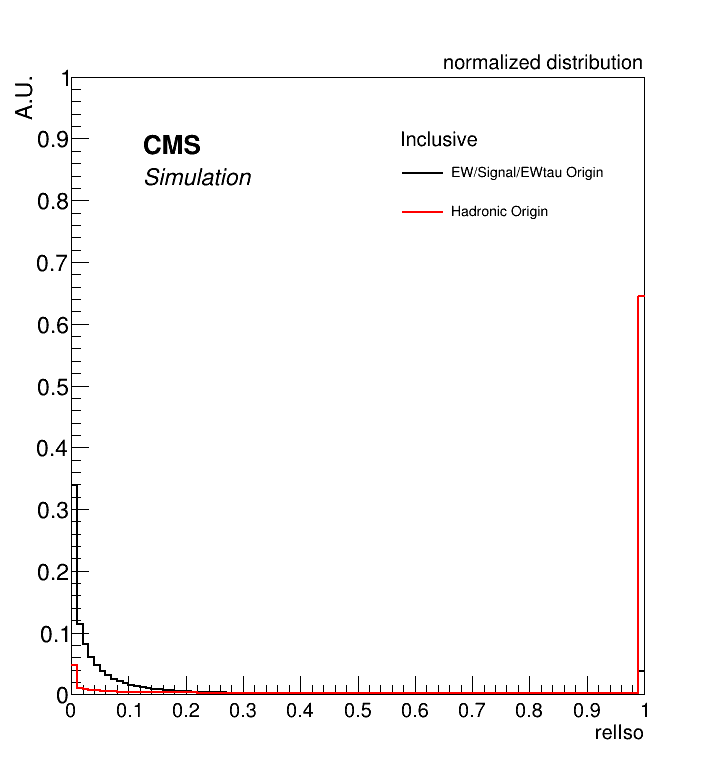 normalized distribution
A.U.
1
0.9
0.8
0.7
0.6
0.5
0.4
0.3
0.2
0.1
0
CMS
Simulation
Inclusive
EW/Signal/EWtau Origin
Hadronic Origin
0 0.1 0.2 0.3 0.4 0.5 0.6 0.7 0.8 0.9 1
relIso